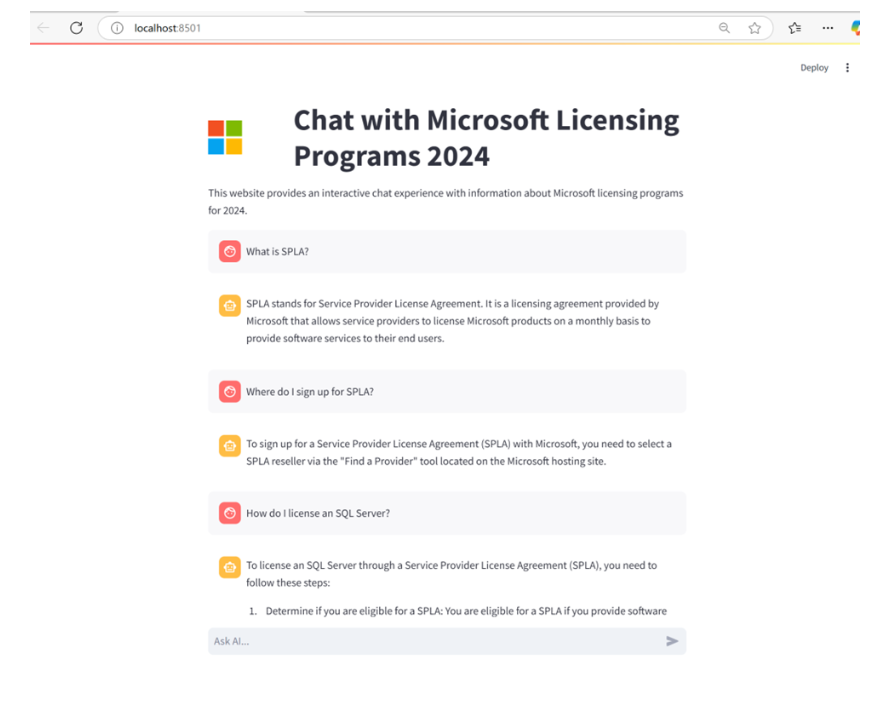 localhost:8501
Deploy
Chat with Microsoft Licensing
Programs 2024
This website provides an interactive chat experience with information about Microsoft licensing programs
for 2024.
What is SPLA?
SPLA stands for Service Provider License Agreement. It is a licensing agreement provided by
Microsoft that allows service providers to license Microsoft products on a monthly basis to
provide software services to their end users.
Where do I sign up for SPLA?
To sign up for a Service Provider License Agreement (SPLA) with Microsoft, you need to select a
SPLA reseller via the "Find a Provider" tool located on the Microsoft hosting site.
How do I license an SQL Server?
To license an SQL Server through a Service Provider License Agreement (SPLA), you need to
follow these steps:
1. Determine if you are eligible for a SPLA: You are eligible for a SPLA if you provide software
Ask AI...